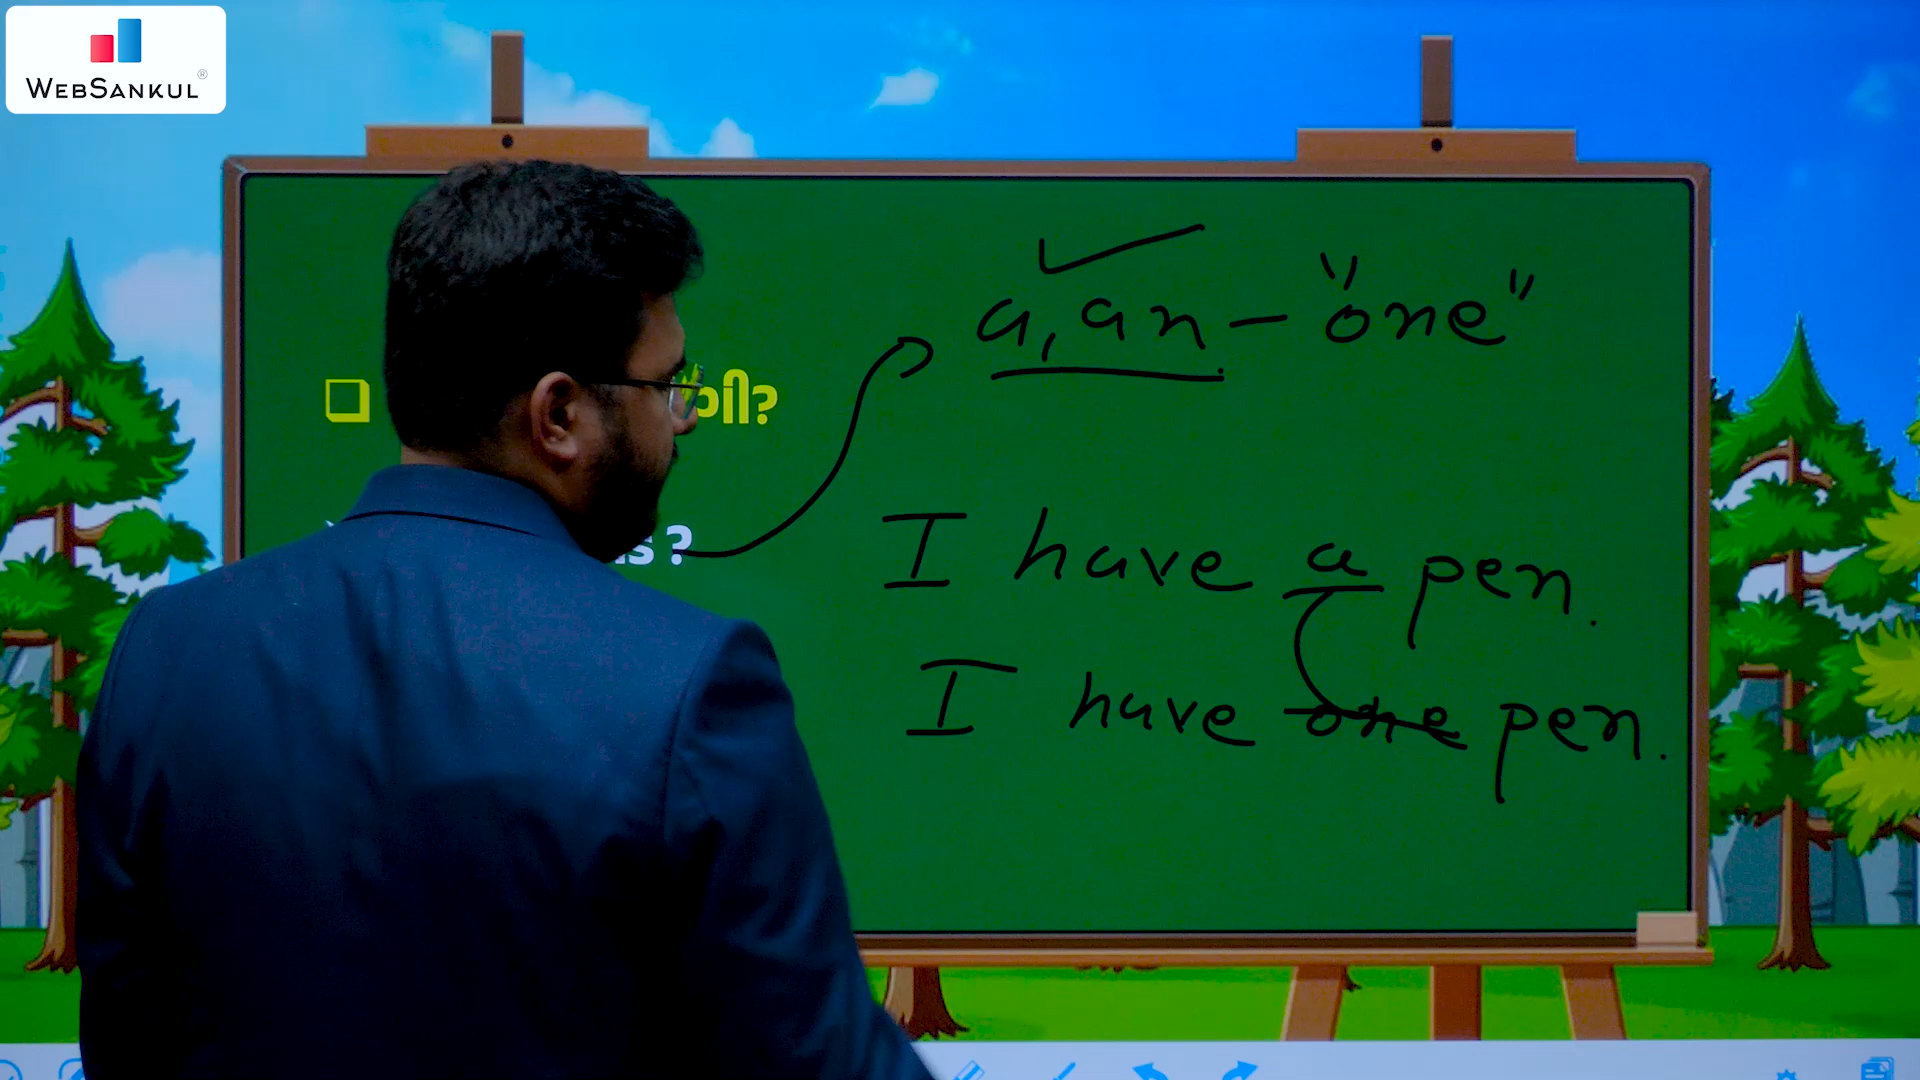 WEBSANKUL®
a, an - "one"
I have a pen.
I have one pen.